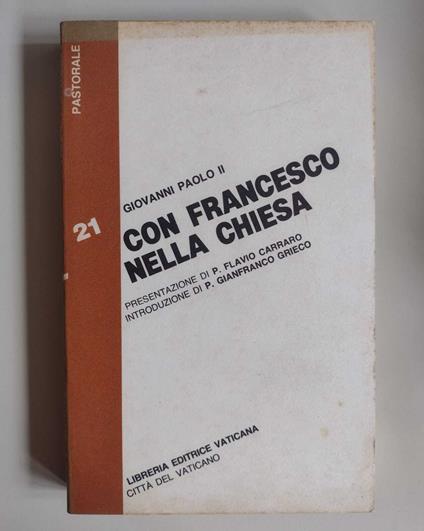 PASTORALE
21
GIOVANNI PAOLO II
CON FRANCESCO
NELLA CHIESA
PRESENTAZIONE DI P. FLAVIO CARRARO
INTRODUZIONE DI P. GIANFRANCO GRIECO
LIBRERIA EDITRICE VATICANA
CITTÀ DEL VATICANO